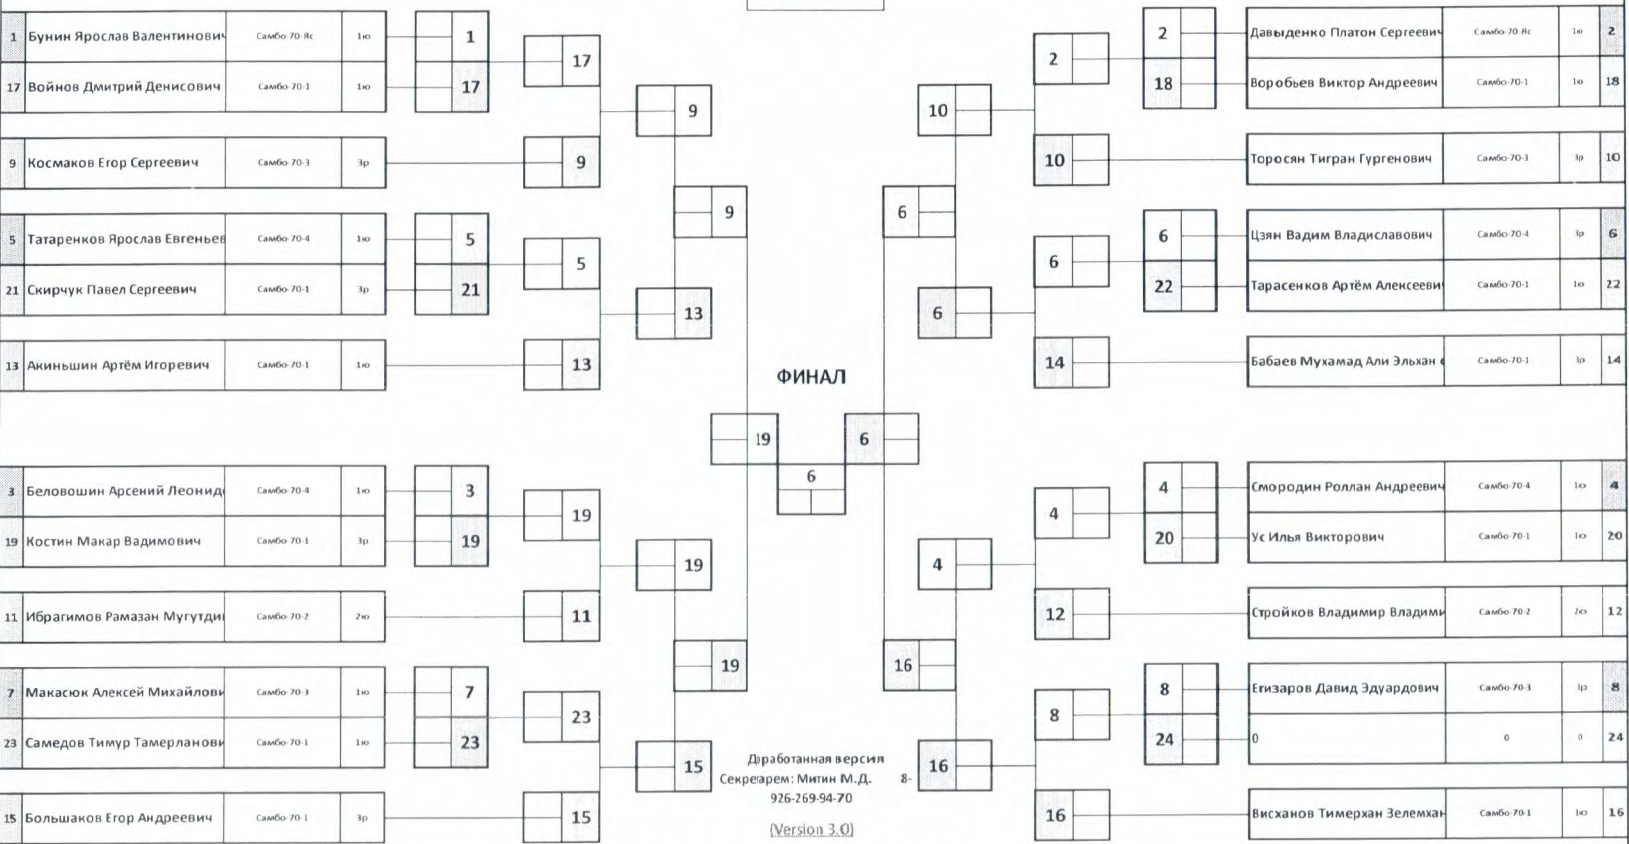 1 Бунин Ярослав Валентинович Самбо-70-Яс 1ю
17 Войнов Дмитрий Денисович Самбо-70-1 1ю
9 Космаков Егор Сергеевич Самбо-70-3 3р
5 Татаренков Ярослав Евгеньев Самбо-70-4 1ю
21 Скирчук Павел Сергеевич Самбо-70-1 3р
13 Акиньшин Артём Игоревич Самбо-70-1 1ю
3 Беловошин Арсений Леонид Самбо-70-4 1ю
19 Костин Макар Вадимович Самбо-70-1 3р
11 Ибрагимов Рамазан Мугутди Самбо-70-2 2ю
7 Макасюк Алексей Михайлови Самбо-70-3 1ю
23 Самедов Тимур Тамерланови Самбо-70-1 1ю
15 Большаков Егор Андреевич Самбо-70-1 3р
1
17
5
21
3
19
7
23
17
9
5
13
19
11
23
15
9
13
19
15
9
19
ФИНАЛ
19 6
6
Доработанная версия
Секретарем: Митин М.Д. 8-
926-269-94-70
(Version 3.0)
6
16
10
6
4
16
2
10
6
14
4
12
8
16
2
18
6
22
4
20
8
24
Давыденко Платон Сергеевич Самбо-70-Яс 1ю 2
Воробьев Виктор Андреевич Самбо-70-1 1ю 18
Торосян Тигран Гургенович Самбо-70-3 3р 10
Цзян Вадим Владиславович Самбо-70-4 3р 6
Тарасенков Артём Алексееви Самбо-70-1 1ю 22
Бабаев Мухамад Али Эльхан Самбо-70-1 3р 14
Смородин Роллан Андреевич Самбо-70-4 1ю 4
Ус Илья Викторович Самбо-70-1 1ю 20
Стройков Владимир Владими Самбо-70-2 2ю 12
Егизаров Давид Эдуардович Самбо-70-3 3р 8
0 0 0 24
Висханов Тимерхан Зелемхан Самбо-70-1 1ю 16